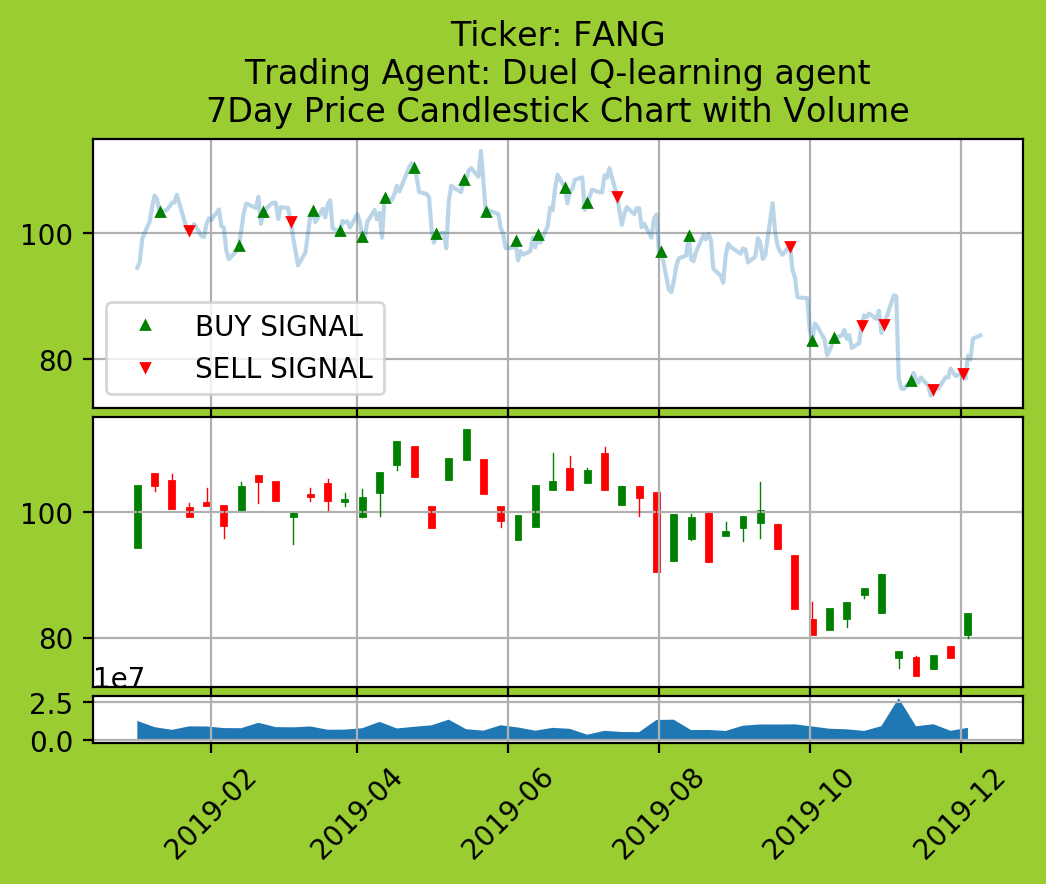 Ticker: FANG
Trading Agent: Duel Q-learning agent
7Day Price Candlestick Chart with Volume
100
80
BUY SIGNAL
SELL SIGNAL
100
80
1e7
2.5
0.0
2019-02
2019-04
2019-06
2019-08
2019-10
2019-12